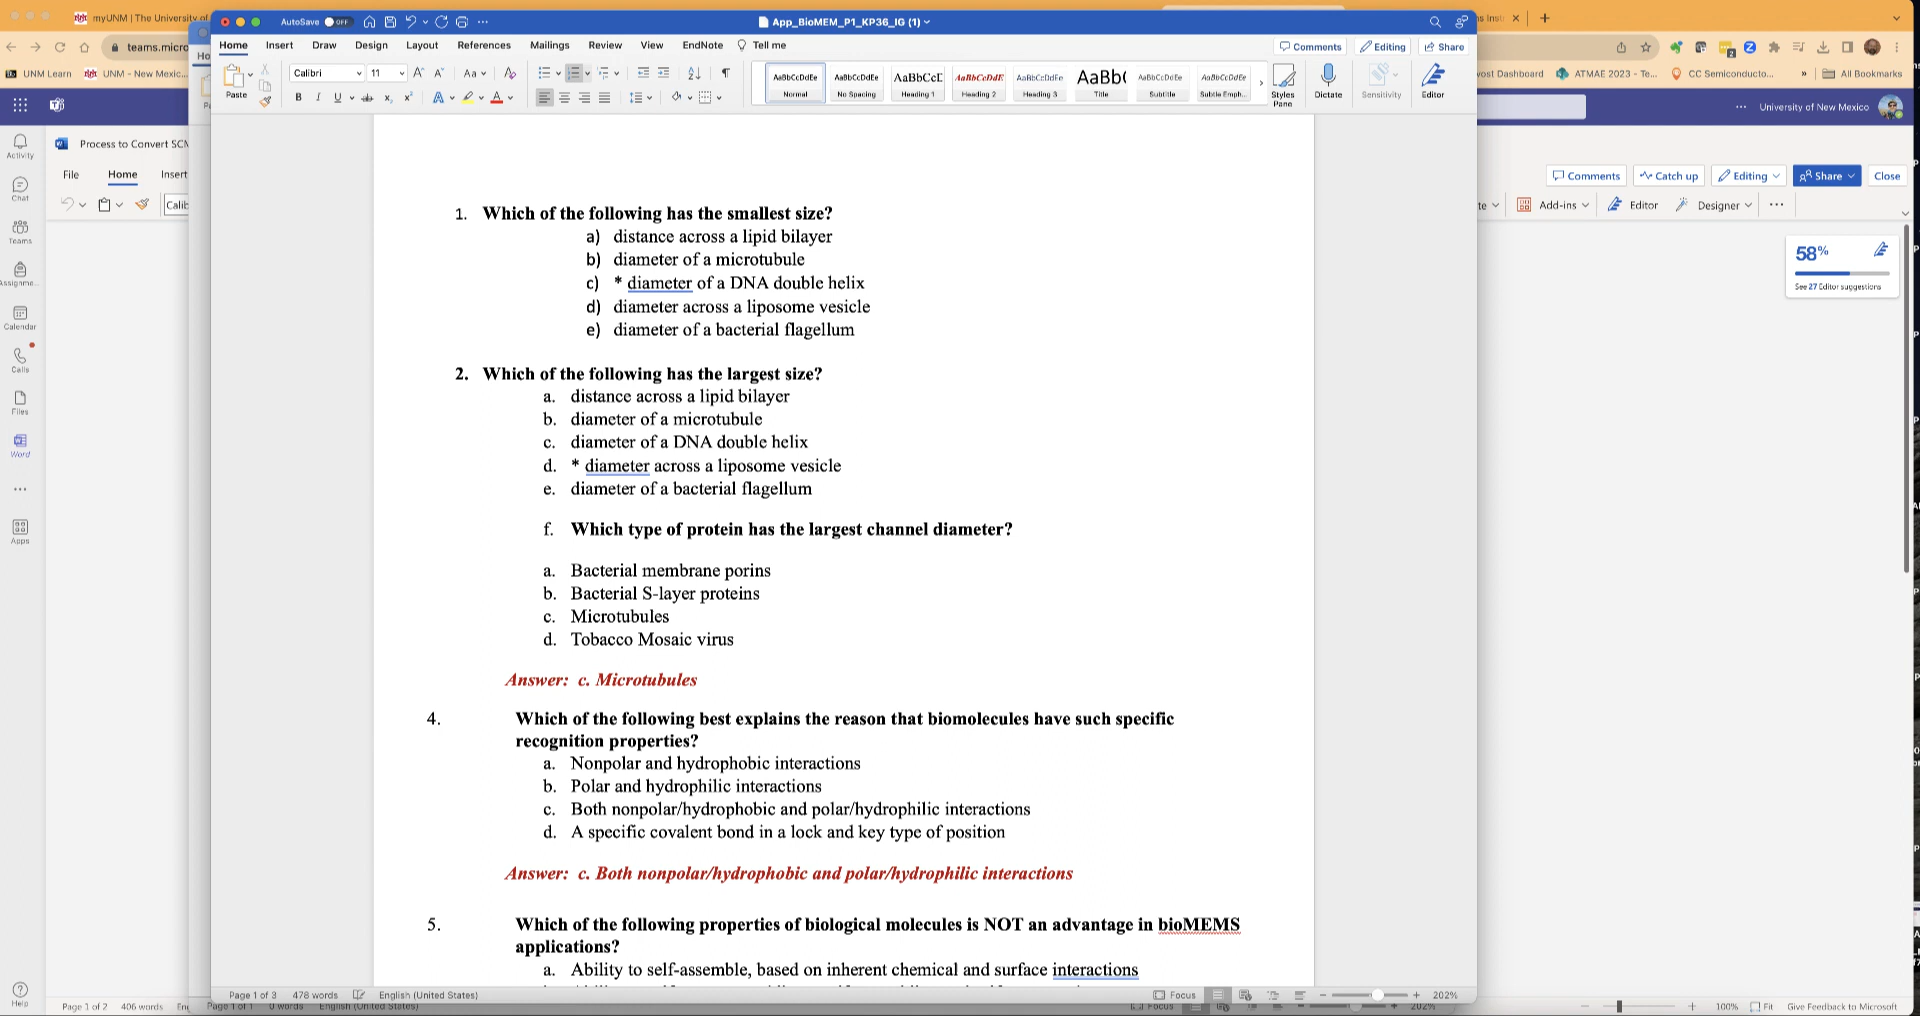 myUNM | The University of
ns Insti
AutoSave OFF
App_BioMEM_P1_KP36_IG (1)
teams.micro
Home Insert Draw Design Layout References Mailings Review View EndNote Tell me
Comments Editing Share
UNM Learn UNM - New Mexic...
vost Dashboard ATMAE 2023 - Te... CC Semiconducto... » All Bookmarks
Paste
Calibri 11
AaBbCcDdEe Normal
AaBbCcDdEe No Spacing
AaBbCcE Heading 1
AaBbCcDdE Heading 2
AaBbCcDdEe Heading 3
AaBb( Title
AaBbCcDdEe Subtitle
AaBbCcDdEe Subtle Emph...
Styles Pane
Dictate
Sensitivity
Editor
University of New Mexico
Activity
Chat
Teams
Assignme...
Calendar
Calls
Files
Word
Apps
Help
Process to Convert SCM
File Home Insert
Calib
Comments Catch up Editing Share Close
te Add-ins Editor Designer
58%
See 27 Editor suggestions
1. Which of the following has the smallest size?
a) distance across a lipid bilayer
b) diameter of a microtubule
c) * diameter of a DNA double helix
d) diameter across a liposome vesicle
e) diameter of a bacterial flagellum
2. Which of the following has the largest size?
a. distance across a lipid bilayer
b. diameter of a microtubule
c. diameter of a DNA double helix
d. * diameter across a liposome vesicle
e. diameter of a bacterial flagellum
f. Which type of protein has the largest channel diameter?
a. Bacterial membrane porins
b. Bacterial S-layer proteins
c. Microtubules
d. Tobacco Mosaic virus
Answer: c. Microtubules
4. Which of the following best explains the reason that biomolecules have such specific
recognition properties?
a. Nonpolar and hydrophobic interactions
b. Polar and hydrophilic interactions
c. Both nonpolar/hydrophobic and polar/hydrophilic interactions
d. A specific covalent bond in a lock and key type of position
Answer: c. Both nonpolar/hydrophobic and polar/hydrophilic interactions
5. Which of the following properties of biological molecules is NOT an advantage in bioMEMS
applications?
a. Ability to self-assemble, based on inherent chemical and surface interactions
Page 1 of 3 478 words English (United States)
Focus 202%
Page 1 of 2 406 words
Page 1 of 1 0 words English (United States)
Focus 202%
100% Fit Give Feedback to Microsoft